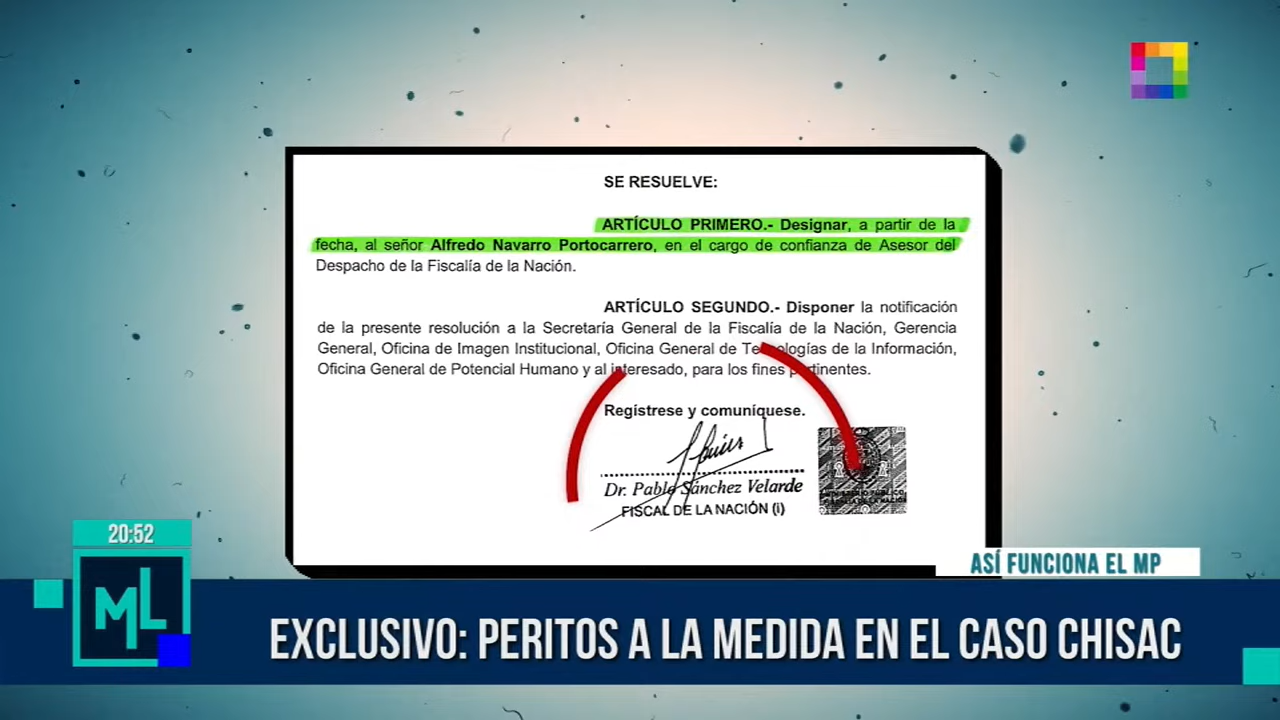 SE RESUELVE:
ARTÍCULO PRIMERO.- Designar, a partir de la
fecha, al señor Alfredo Navarro Portocarrero, en el cargo de confianza de Asesor del
Despacho de la Fiscalía de la Nación.
ARTÍCULO SEGUNDO.- Disponer la notificación
de la presente resolución a la Secretaría General de la Fiscalía de la Nación, Gerencia
General, Oficina de Imagen Institucional, Oficina General de Tecnologías de la Información,
Oficina General de Potencial Humano y al interesado, para los fines pertinentes.
Regístrese y comuníquese.
Dr. Pablo Sánchez Velarde
FISCAL DE LA NACIÓN (i)
MINISTERIO PÚBLICO
20:52
ML
ASÍ FUNCIONA EL MP
EXCLUSIVO: PERITOS A LA MEDIDA EN EL CASO CHISAC